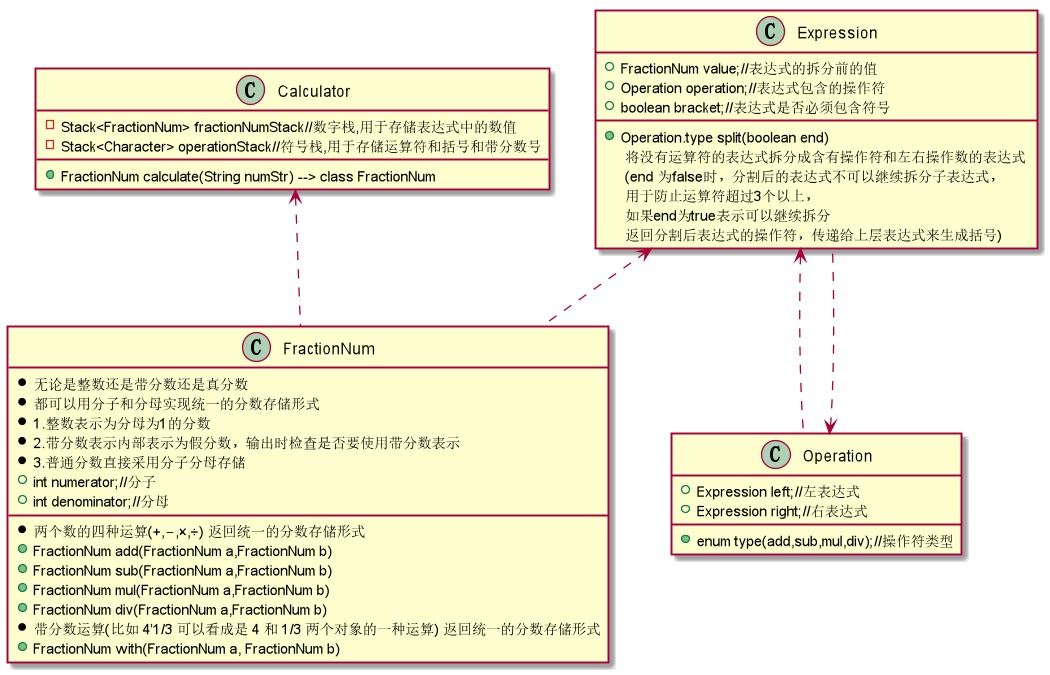 C Calculator
Stack<FractionNum> fractionNumStack//数字栈,用于存储表达式中的数值
Stack<Character> operationStack//符号栈,用于存储运算符和括号和带分数号
FractionNum calculate(String numStr) --> class FractionNum
C Expression
FractionNum value;//表达式的拆分前的值
Operation operation;//表达式包含的操作符
boolean bracket;//表达式是否必须包含符号
Operation.type split(boolean end)
将没有运算符的表达式拆分成含有操作符和左右操作数的表达式
(end 为false时，分割后的表达式不可以继续拆分子表达式，
用于防止运算符超过3个以上，
如果end为true表示可以继续拆分
返回分割后表达式的操作符，传递给上层表达式来生成括号)
C FractionNum
无论是整数还是带分数还是真分数
都可以用分子和分母实现统一的分数存储形式
1.整数表示为分母为1的分数
2.带分数表示内部表示为假分数，输出时检查是否要使用带分数表示
3.普通分数直接采用分子分母存储
int numerator;//分子
int denominator;//分母
两个数的四种运算(+,−,×,÷) 返回统一的分数存储形式
FractionNum add(FractionNum a,FractionNum b)
FractionNum sub(FractionNum a,FractionNum b)
FractionNum mul(FractionNum a,FractionNum b)
FractionNum div(FractionNum a,FractionNum b)
带分数运算(比如 4'1/3 可以看成是 4 和 1/3 两个对象的一种运算) 返回统一的分数存储形式
FractionNum with(FractionNum a, FractionNum b)
C Operation
Expression left;//左表达式
Expression right;//右表达式
enum type(add,sub,mul,div);//操作符类型